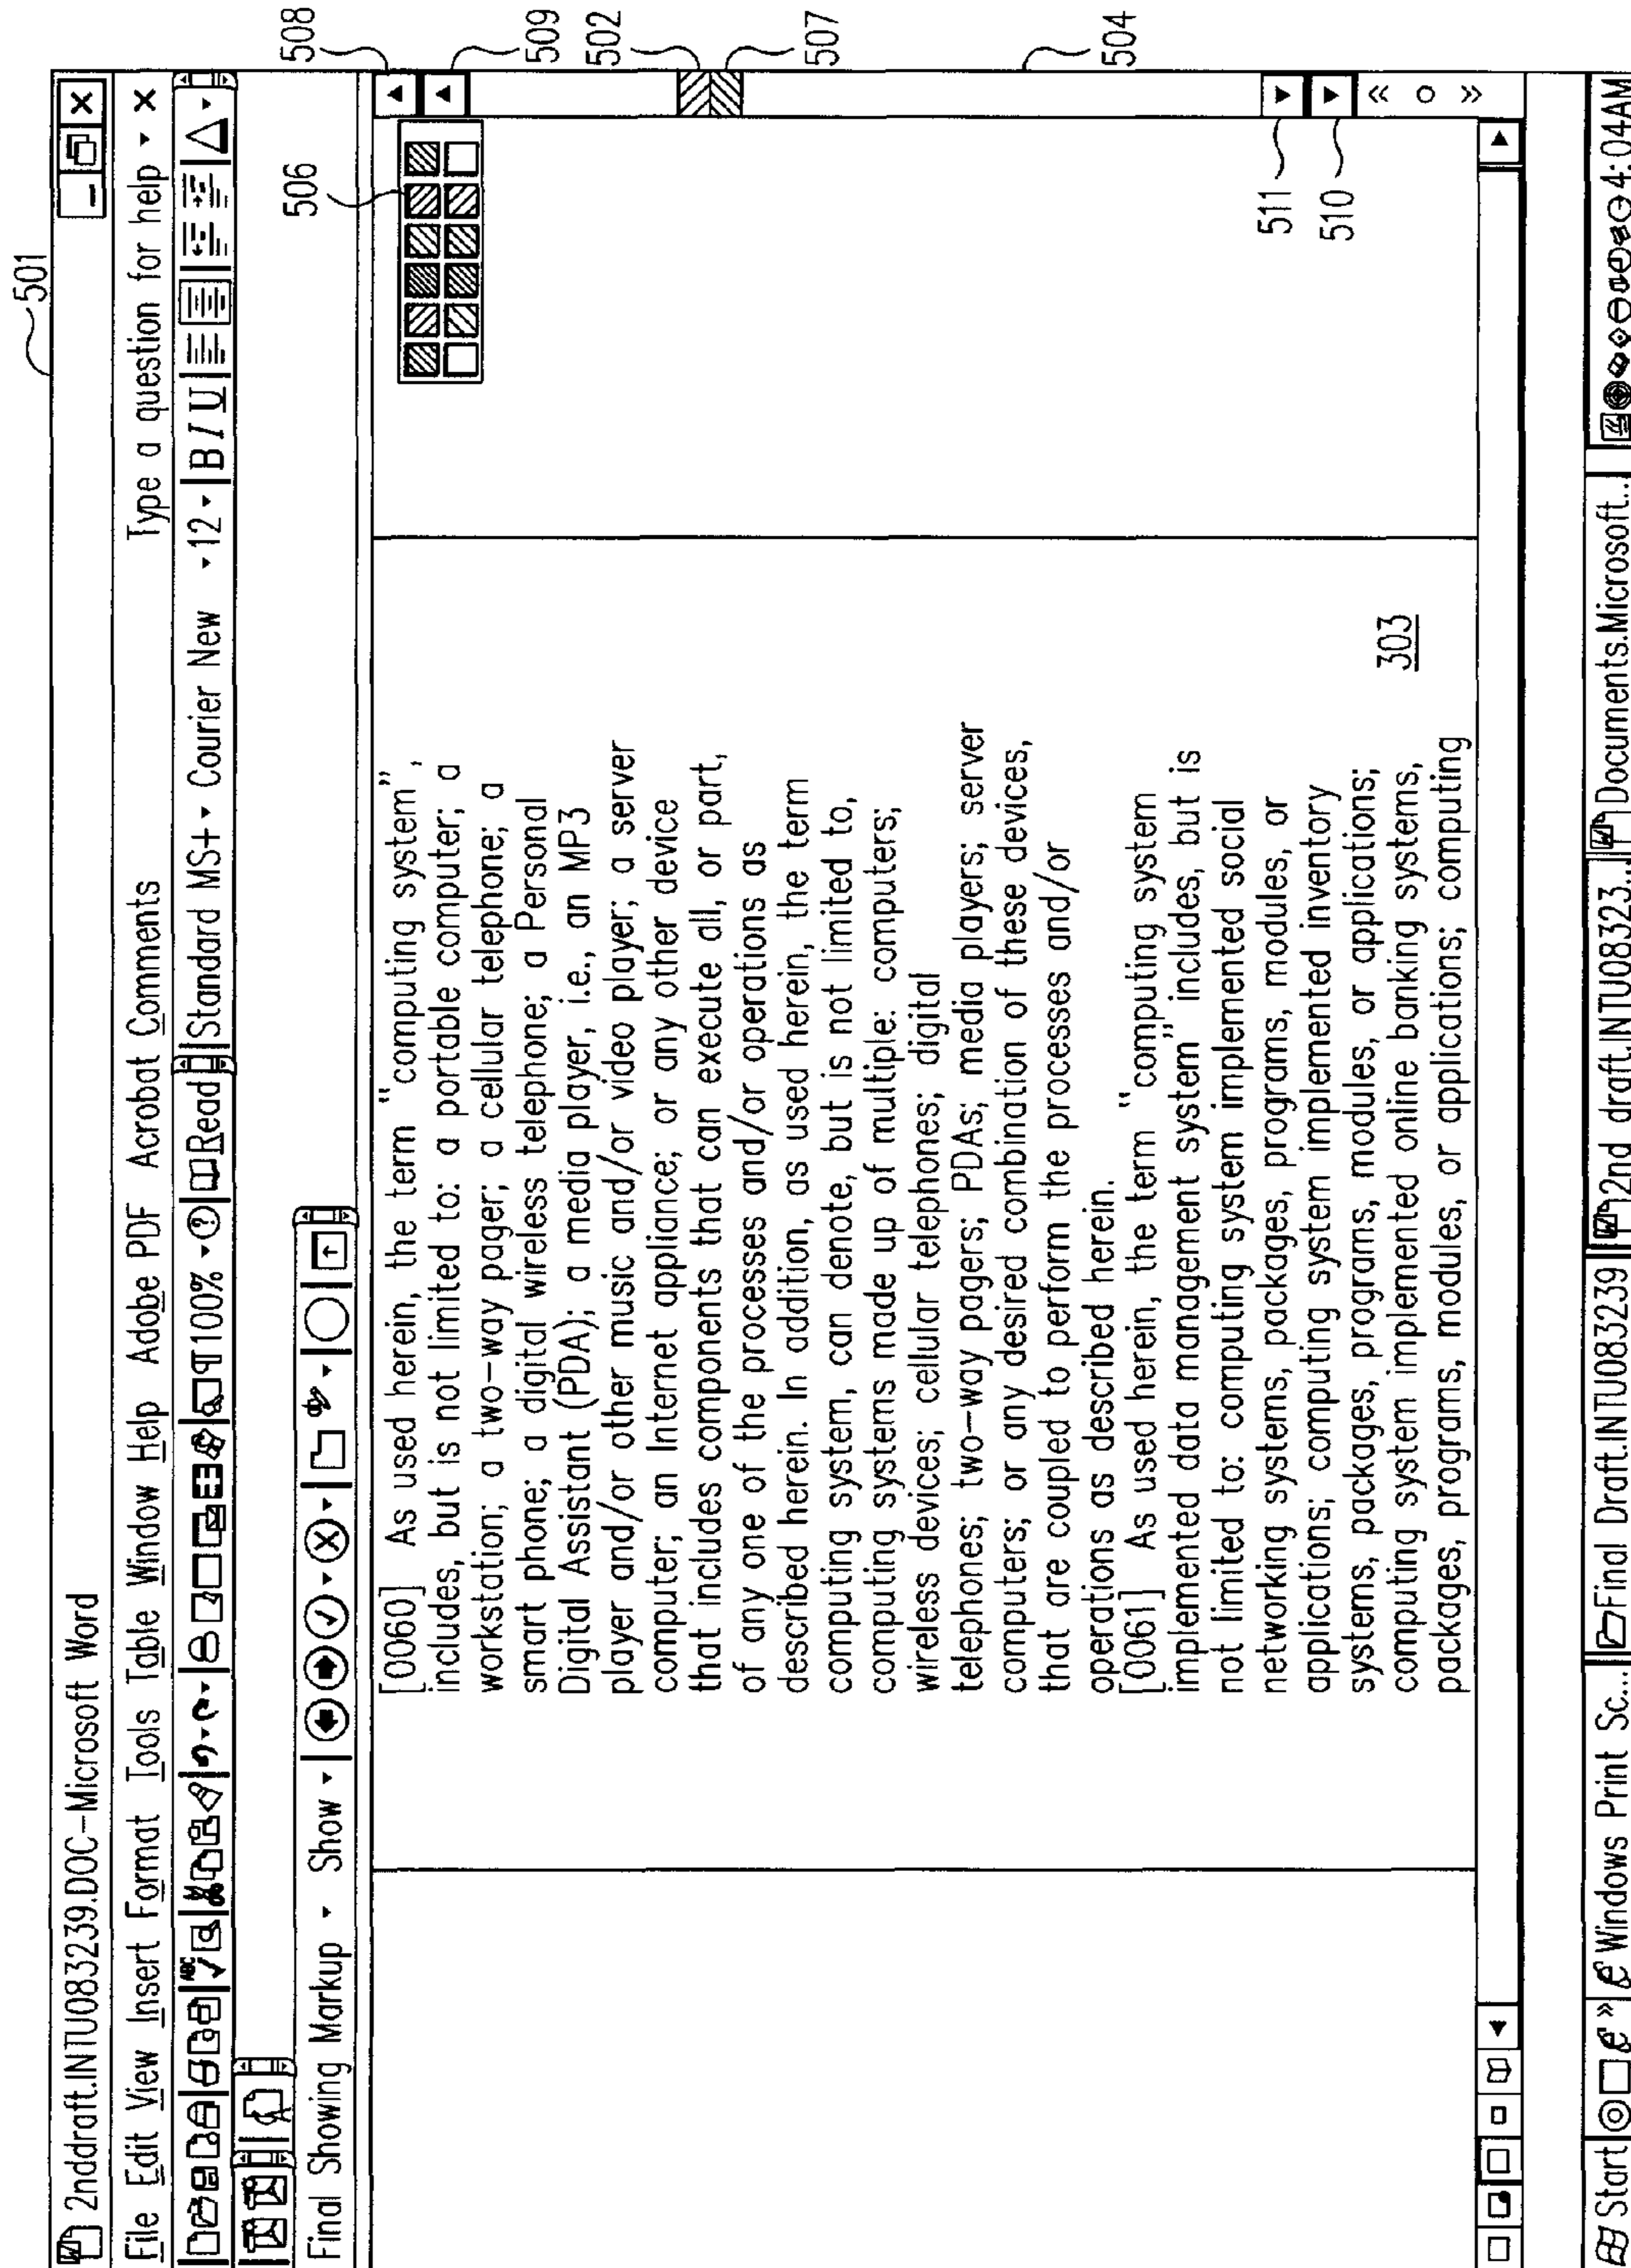 501
2nddraft.INTU083239.DOC-Microsoft Word
File Edit View Insert Format Tools Table Window Help Adobe PDF Acrobat Comments Type a question for help
100% Read Standard MS+ Courier New 12 B I U
Final Showing Markup Show
506
508
509
502
507
504
511
510
[0060] As used herein, the term "computing system",
includes, but is not limited to: a portable computer; a
workstation; a two-way pager; a cellular telephone; a
smart phone; a digital wireless telephone; a Personal
Digital Assistant (PDA); a media player, i.e., an MP3
player and/or other music and/or video player; a server
computer; an Internet appliance; or any other device
that includes components that can execute all, or part,
of any one of the processes and/or operations as
described herein. In addition, as used herein, the term
computing system, can denote, but is not limited to,
computing systems made up of multiple: computers;
wireless devices; cellular telephones; digital
telephones; two-way pagers; PDAs; media players; server
computers; or any desired combination of these devices,
that are coupled to perform the processes and/or
operations as described herein.
[0061] As used herein, the term "computing system
implemented data management system" includes, but is
not limited to: computing system implemented social
networking systems, packages, programs, modules, or
applications; computing system implemented inventory
systems, packages, programs, modules, or applications;
computing system implemented online banking systems,
packages, programs, modules, or applications; computing
303
Start » Windows Print Sc... Final Draft.INTU083239 2nd draft.INTU08323... Documents.Microsoft... 4:04AM